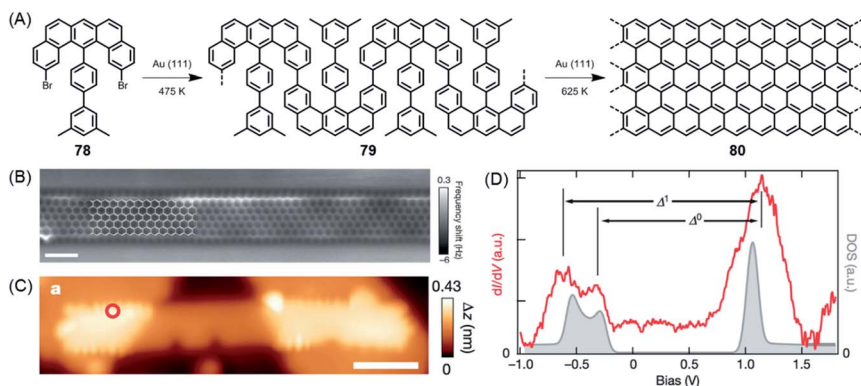 (A)
Br
Br
78
Au (111)
475 K
79
Au (111)
625 K
80
(B)
0.3
Frequency shift (Hz)
-6
(C)
a
0.43
Δz (nm)
0
(D)
Δ¹
Δ⁰
dI/dV (a.u.)
DOS (a.u.)
0
0
-1.0 -0.5 0 0.5 1.0 1.5
Bias (V)